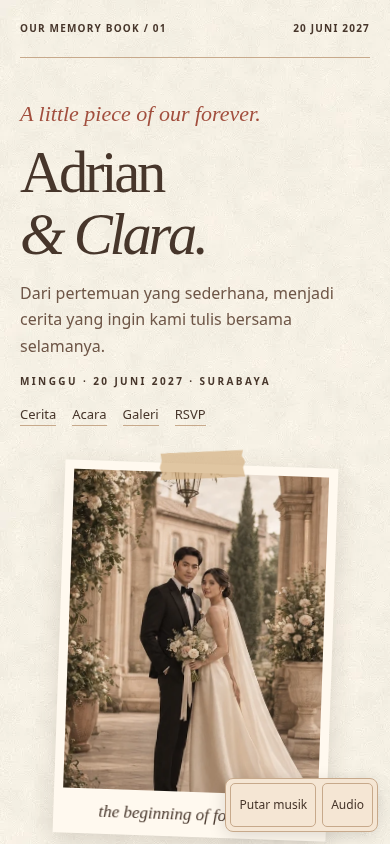 OUR MEMORY BOOK / 01
20 JUNI 2027
A little piece of our forever.
Adrian
& Clara.
Dari pertemuan yang sederhana, menjadi
cerita yang ingin kami tulis bersama
selamanya.
MINGGU · 20 JUNI 2027 · SURABAYA
Cerita Acara Galeri RSVP
the beginning of
Putar musik Audio